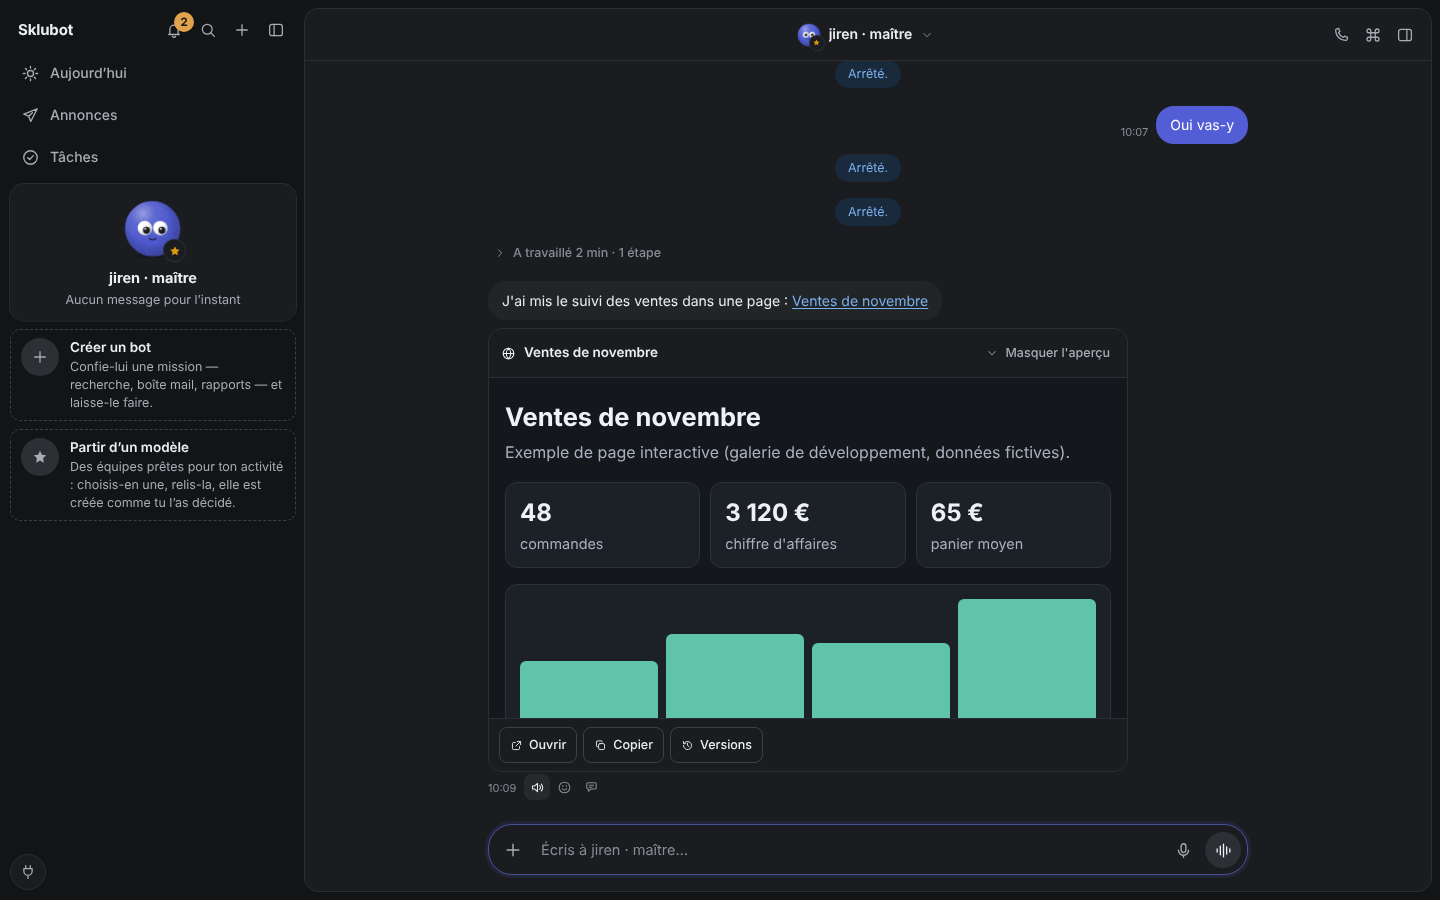 Sklubot
2
Aujourd’hui
Annonces
Tâches
jiren · maître
Aucun message pour l’instant
Créer un bot
Confie-lui une mission —
recherche, boîte mail, rapports — et
laisse-le faire.
Partir d’un modèle
Des équipes prêtes pour ton activité
: choisis-en une, relis-la, elle est
créée comme tu l’as décidé.
jiren · maître
Arrêté.
10:07
Oui vas-y
Arrêté.
Arrêté.
A travaillé 2 min · 1 étape
J'ai mis le suivi des ventes dans une page : Ventes de novembre
Ventes de novembre
Masquer l'aperçu
Ventes de novembre
Exemple de page interactive (galerie de développement, données fictives).
48
commandes
3 120 €
chiffre d'affaires
65 €
panier moyen
Ouvrir
Copier
Versions
10:09
Écris à jiren · maître...